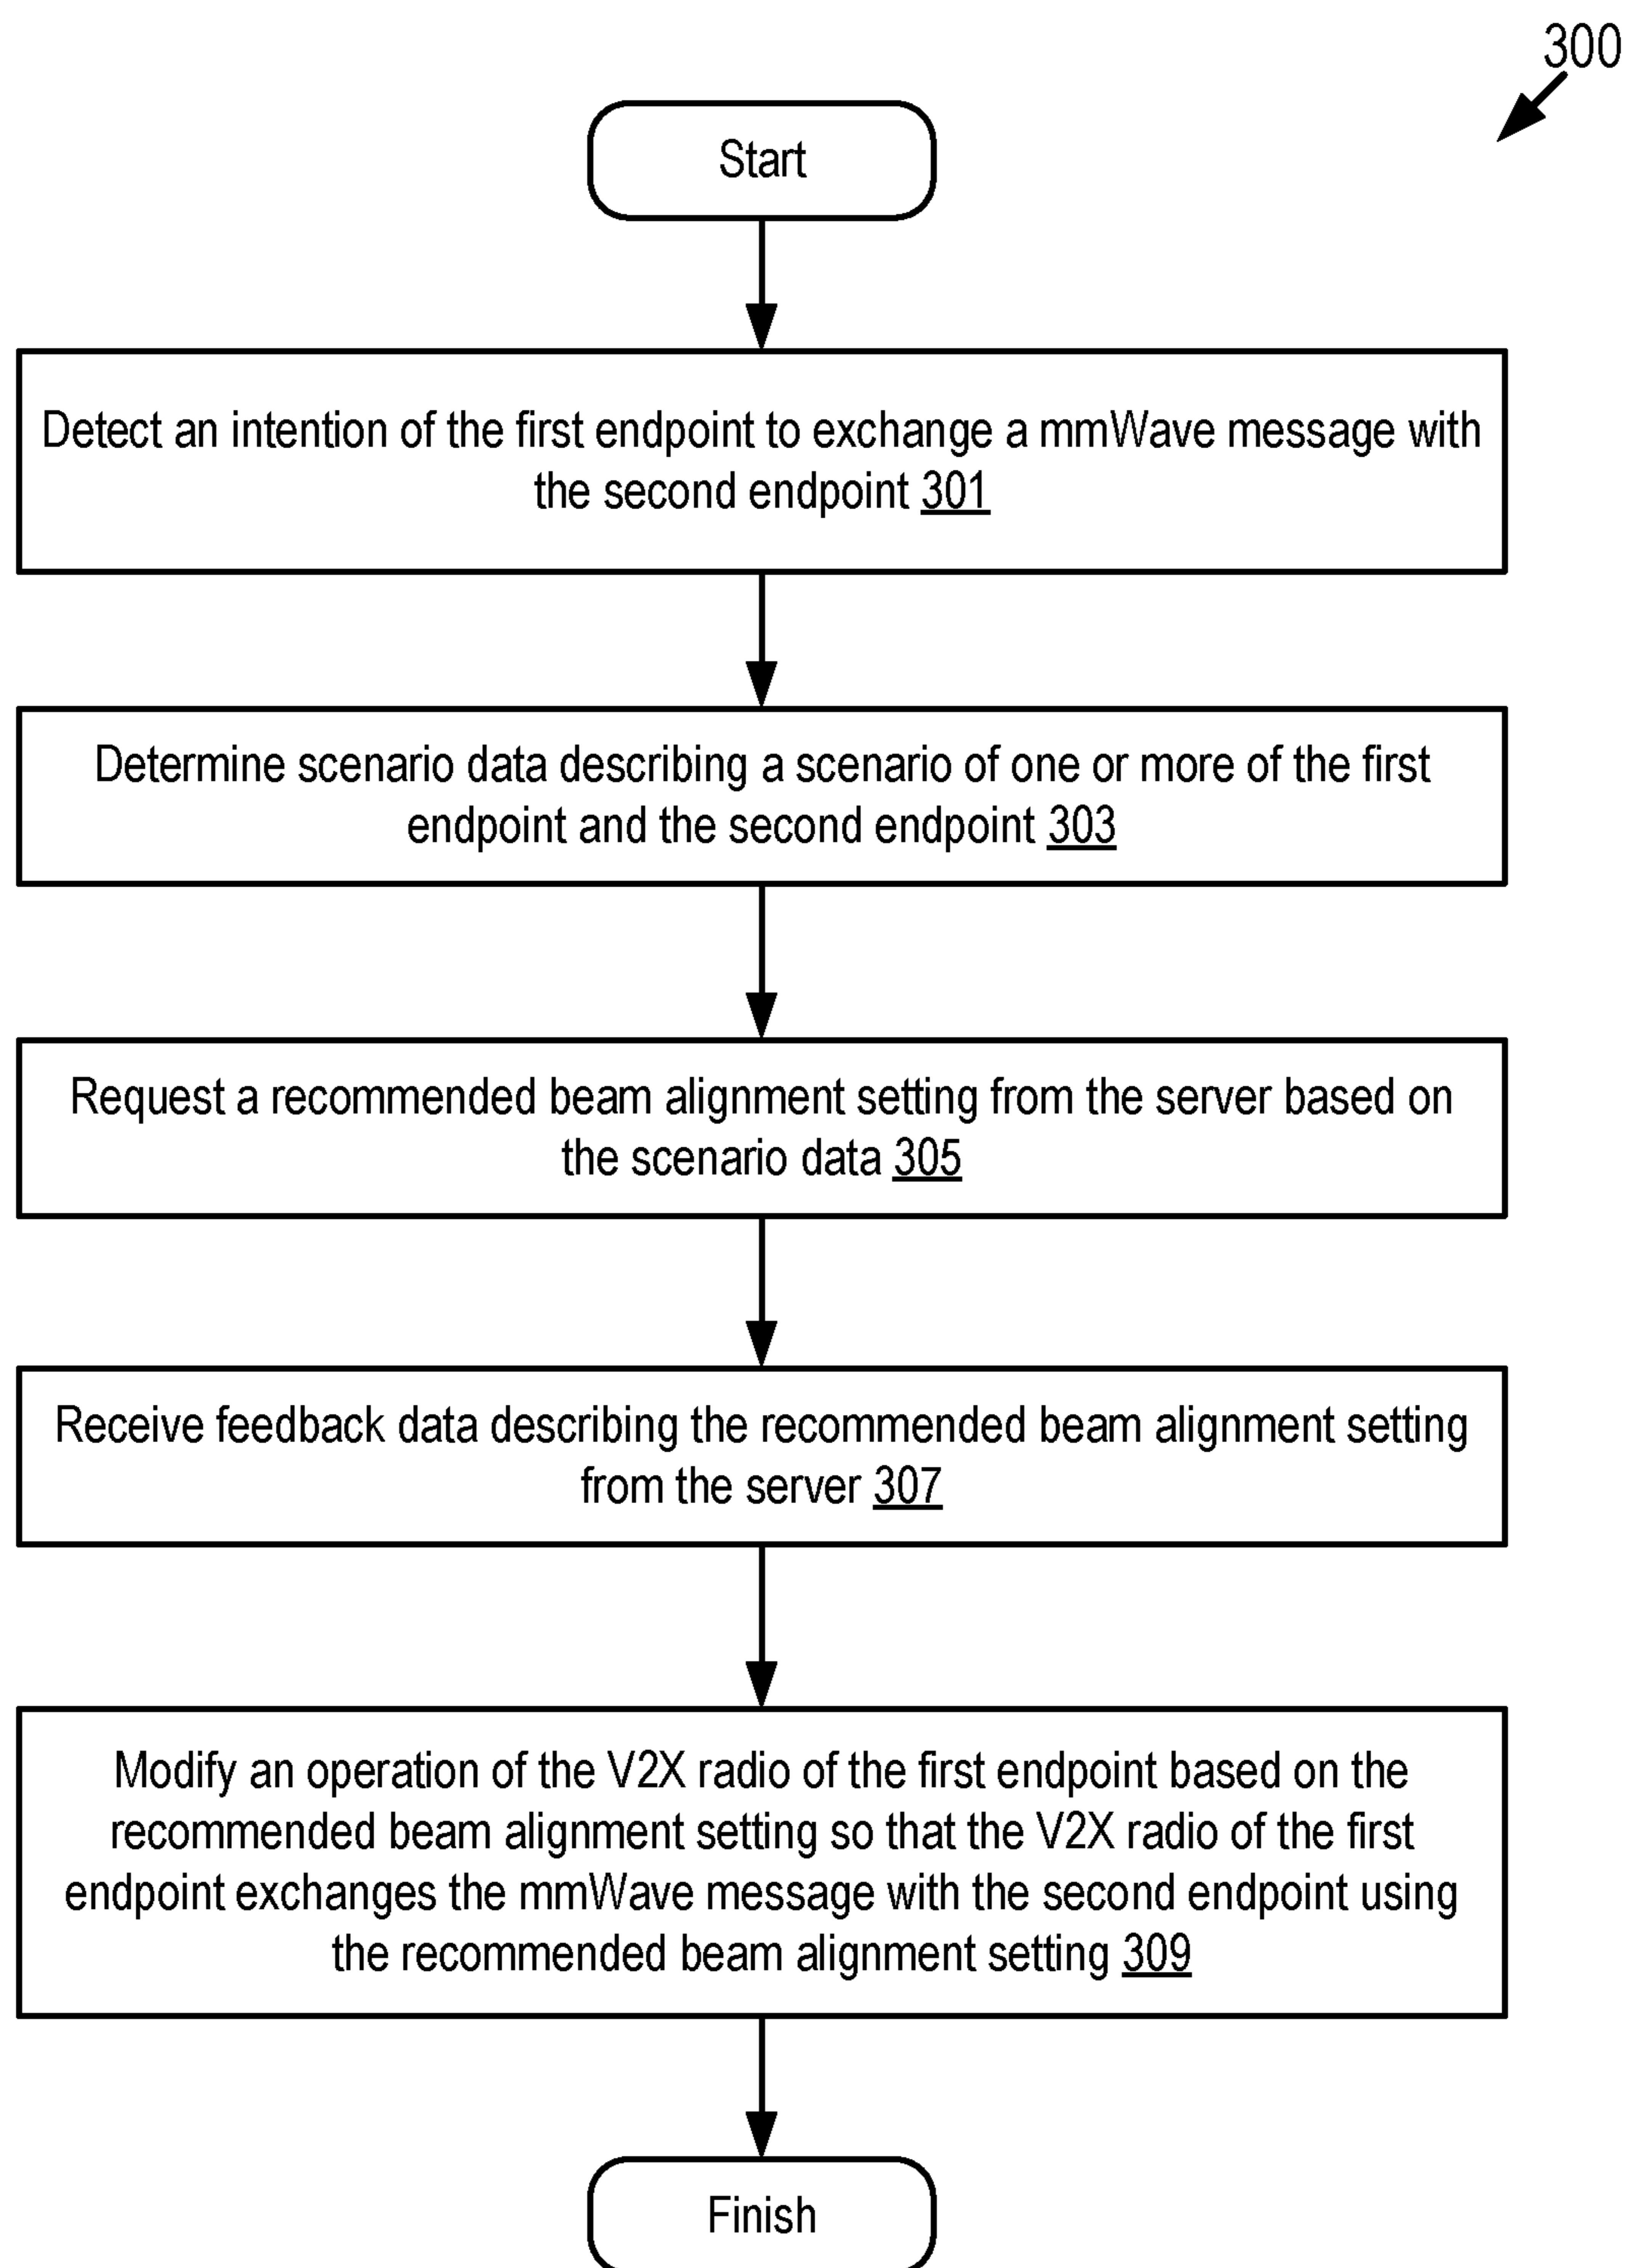 300
Start
Detect an intention of the first endpoint to exchange a mmWave message with
the second endpoint 301
Determine scenario data describing a scenario of one or more of the first
endpoint and the second endpoint 303
Request a recommended beam alignment setting from the server based on
the scenario data 305
Receive feedback data describing the recommended beam alignment setting
from the server 307
Modify an operation of the V2X radio of the first endpoint based on the
recommended beam alignment setting so that the V2X radio of the first
endpoint exchanges the mmWave message with the second endpoint using
the recommended beam alignment setting 309
Finish